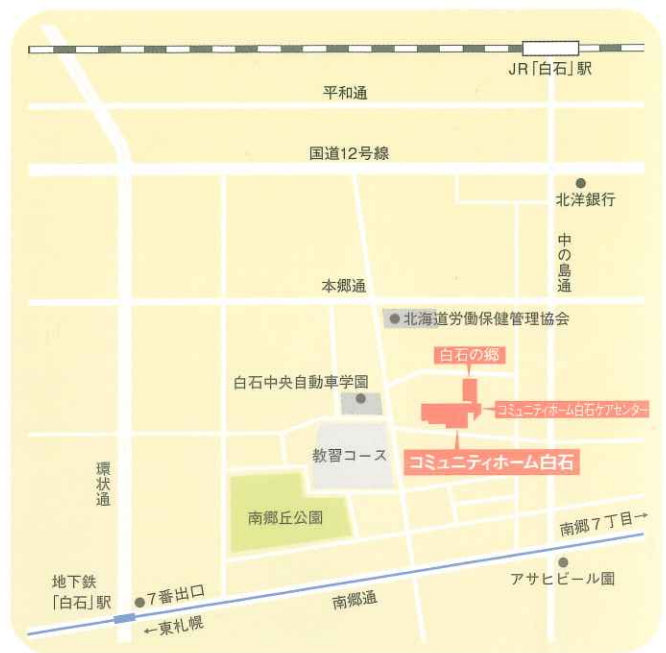 JR「白石」駅
平和通
国道12号線
北洋銀行
中の島通
本郷通
北海道労働保健管理協会
白石の郷
白石中央自動車学園
コミュニティホーム白石ケアセンター
教習コース
コミュニティホーム白石
環状通
南郷丘公園
南郷7丁目→
地下鉄
「白石」駅
7番出口
アサヒビール園
南郷通
←東札幌